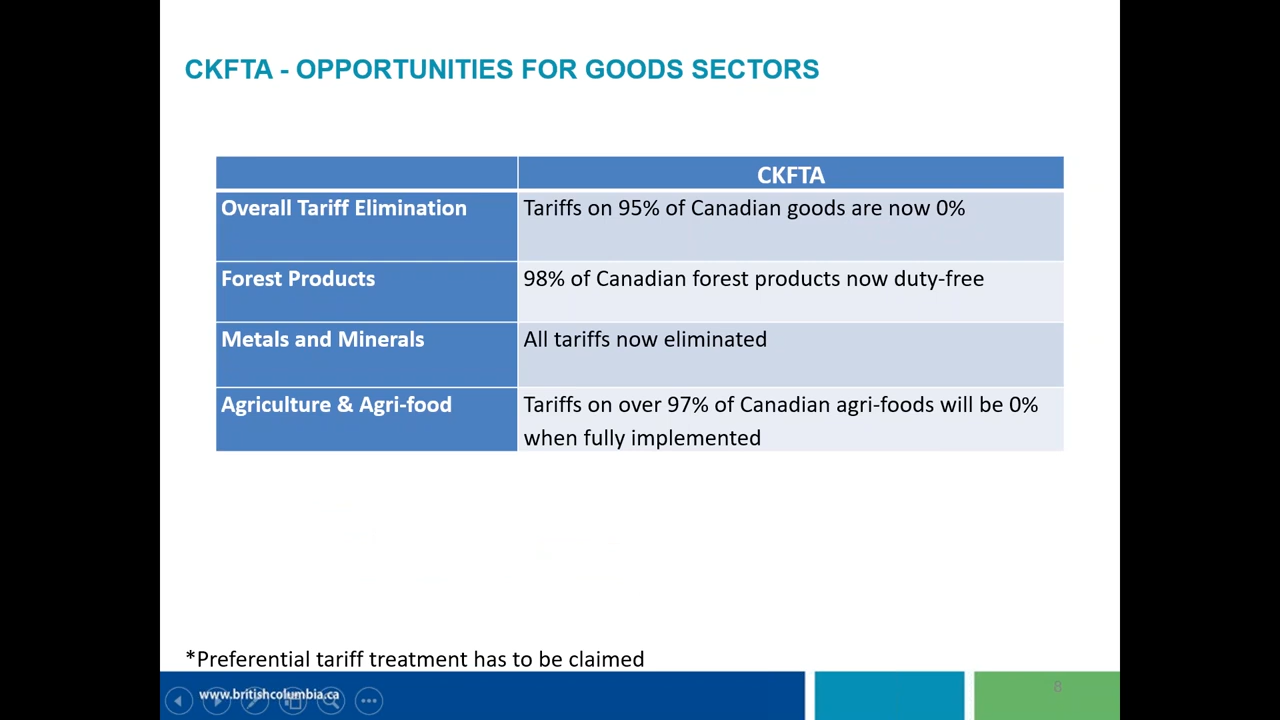 CKFTA - OPPORTUNITIES FOR GOODS SECTORS
CKFTA
Overall Tariff Elimination
Tariffs on 95% of Canadian goods are now 0%
Forest Products
98% of Canadian forest products now duty-free
Metals and Minerals
All tariffs now eliminated
Agriculture & Agri-food
Tariffs on over 97% of Canadian agri-foods will be 0%
when fully implemented
*Preferential tariff treatment has to be claimed
www.britishcolumbia.ca
8